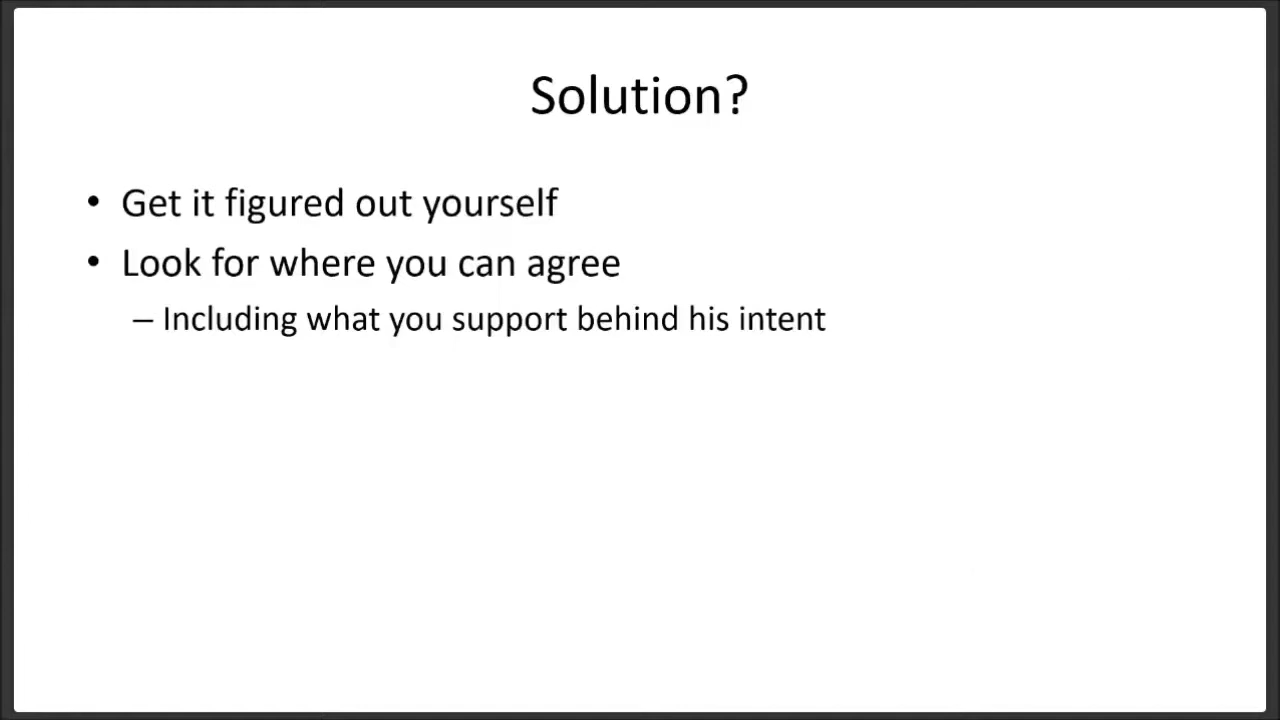 Solution?
• Get it figured out yourself
• Look for where you can agree
– Including what you support behind his intent